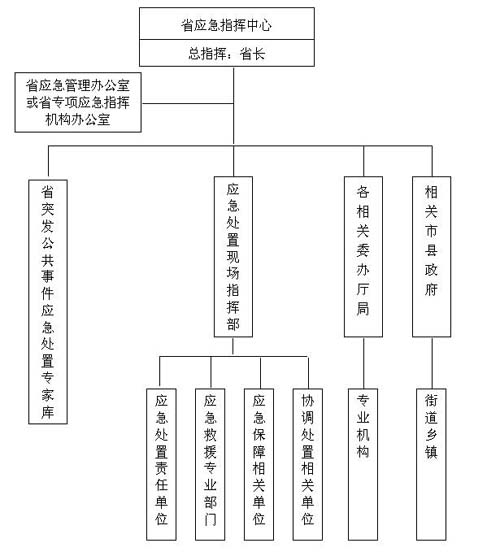 省应急指挥中心
总指挥：省长
省应急管理办公室
或省专项应急指挥
机构办公室
省突发公共事件应急处置专家库
应急处置现场指挥部
各相关委办厅局
相关市县政府
应急处置责任单位
应急救援专业部门
应急保障相关单位
协调处置相关单位
专业机构
街道乡镇